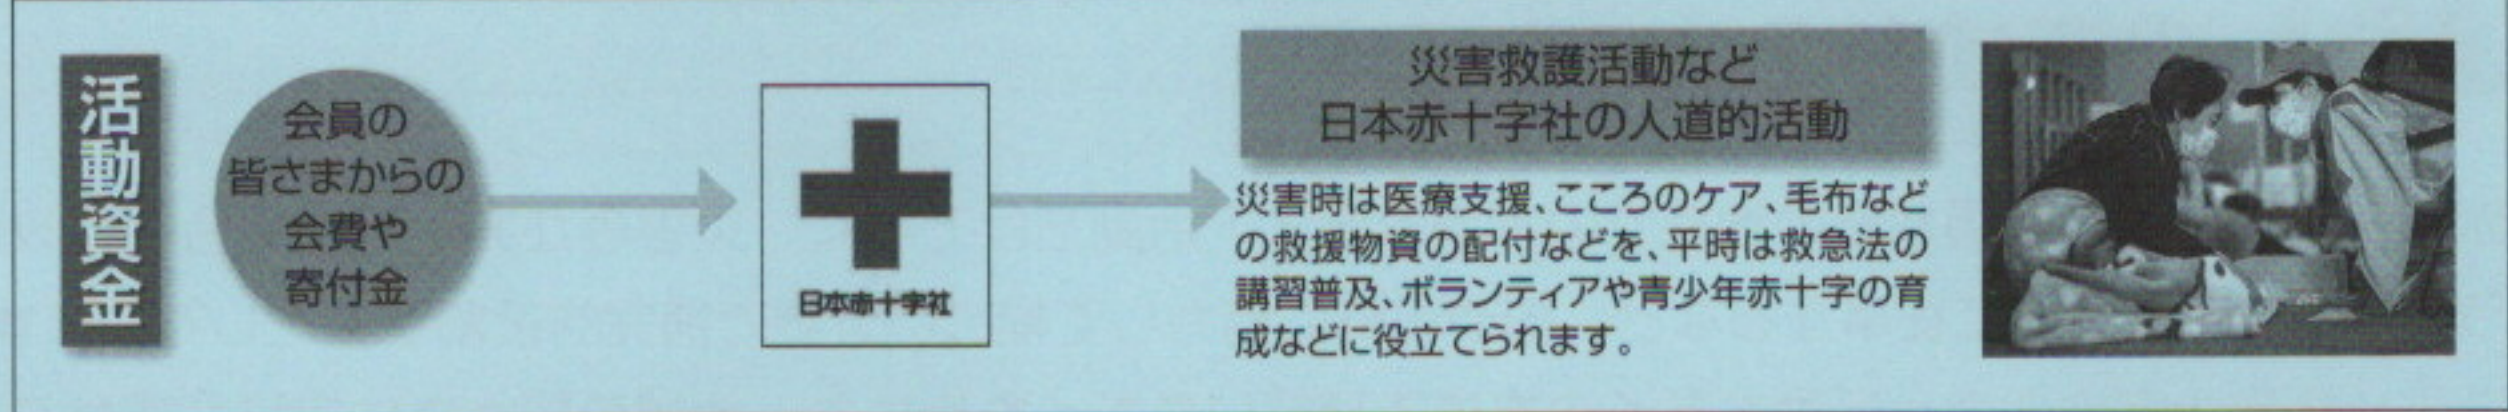 活動資金
会員の
皆さまからの
会費や
寄付金
日本赤十字社
災害救護活動など
日本赤十字社の人道的活動
災害時は医療支援、こころのケア、毛布など
の救援物資の配付などを、平時は救急法の
講習普及、ボランティアや青少年赤十字の育
成などに役立てられます。